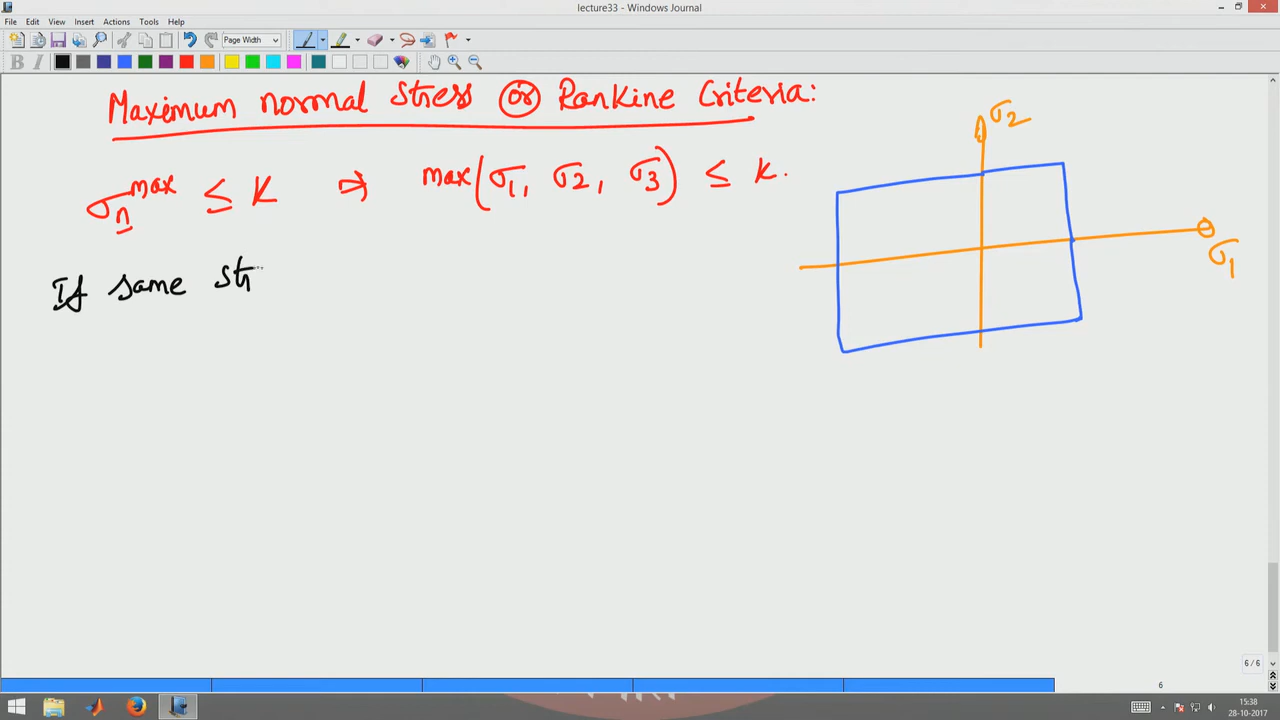 lecture33 - Windows Journal
File Edit View Insert Actions Tools Help
Page Width
Maximum normal stress or Rankine Criteria:
σn^max ≤ K ⇒ max(σ1, σ2, σ3) ≤ K.
σ2
σ1
If same str
6 / 6
6
15:38
28-10-2017